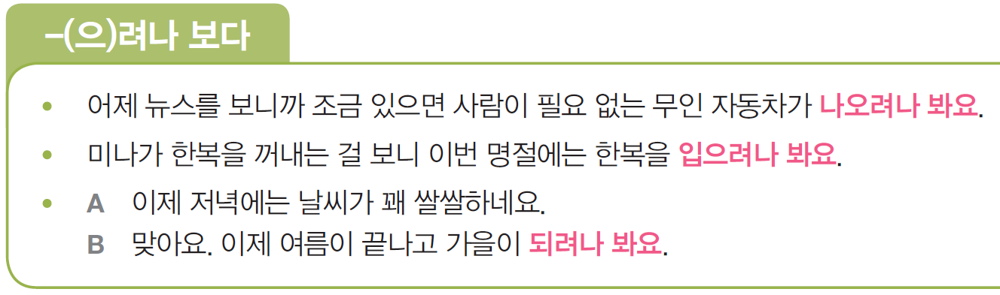 –(으)려나 보다
• 어제 뉴스를 보니까 조금 있으면 사람이 필요 없는 무인 자동차가 나오려나 봐요.
• 미나가 한복을 꺼내는 걸 보니 이번 명절에는 한복을 입으려나 봐요.
• A 이제 저녁에는 날씨가 꽤 쌀쌀하네요.
B 맞아요. 이제 여름이 끝나고 가을이 되려나 봐요.